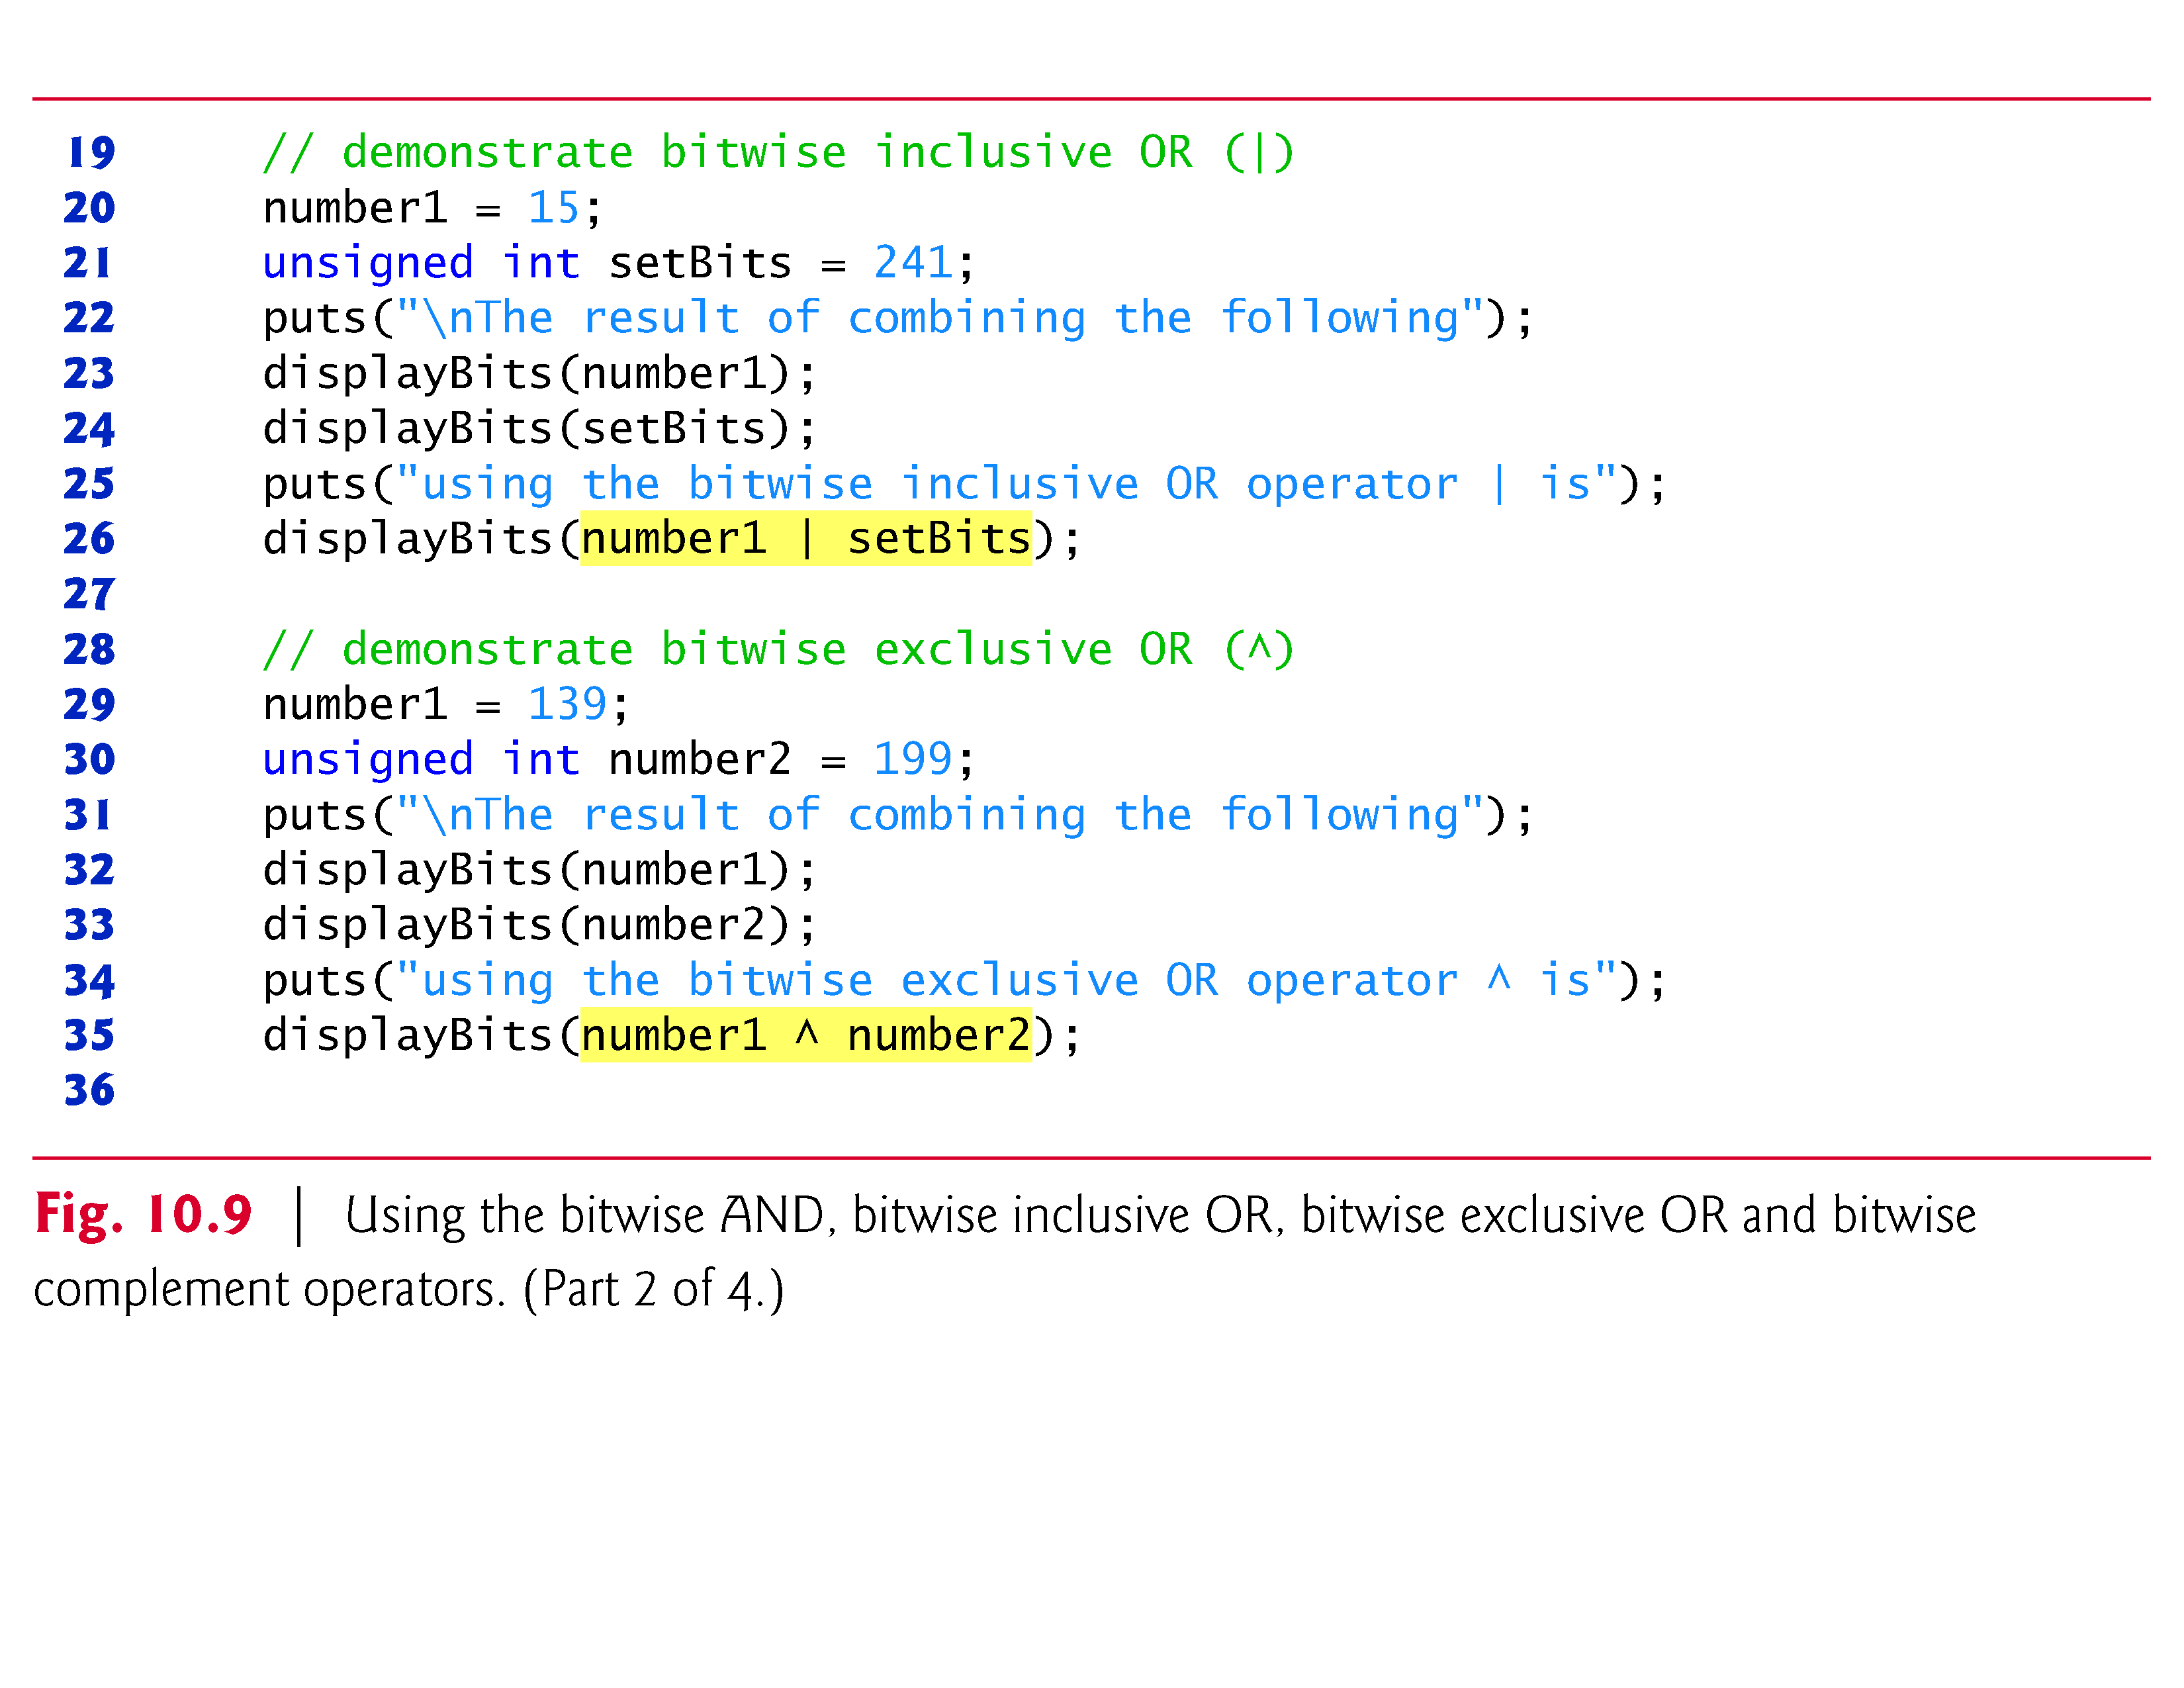 19 // demonstrate bitwise inclusive OR (|)
20 number1 = 15;
21 unsigned int setBits = 241;
22 puts("\nThe result of combining the following");
23 displayBits(number1);
24 displayBits(setBits);
25 puts("using the bitwise inclusive OR operator | is");
26 displayBits(number1 | setBits);
27
28 // demonstrate bitwise exclusive OR (^)
29 number1 = 139;
30 unsigned int number2 = 199;
31 puts("\nThe result of combining the following");
32 displayBits(number1);
33 displayBits(number2);
34 puts("using the bitwise exclusive OR operator ^ is");
35 displayBits(number1 ^ number2);
36
Fig. 10.9 | Using the bitwise AND, bitwise inclusive OR, bitwise exclusive OR and bitwise
complement operators. (Part 2 of 4.)